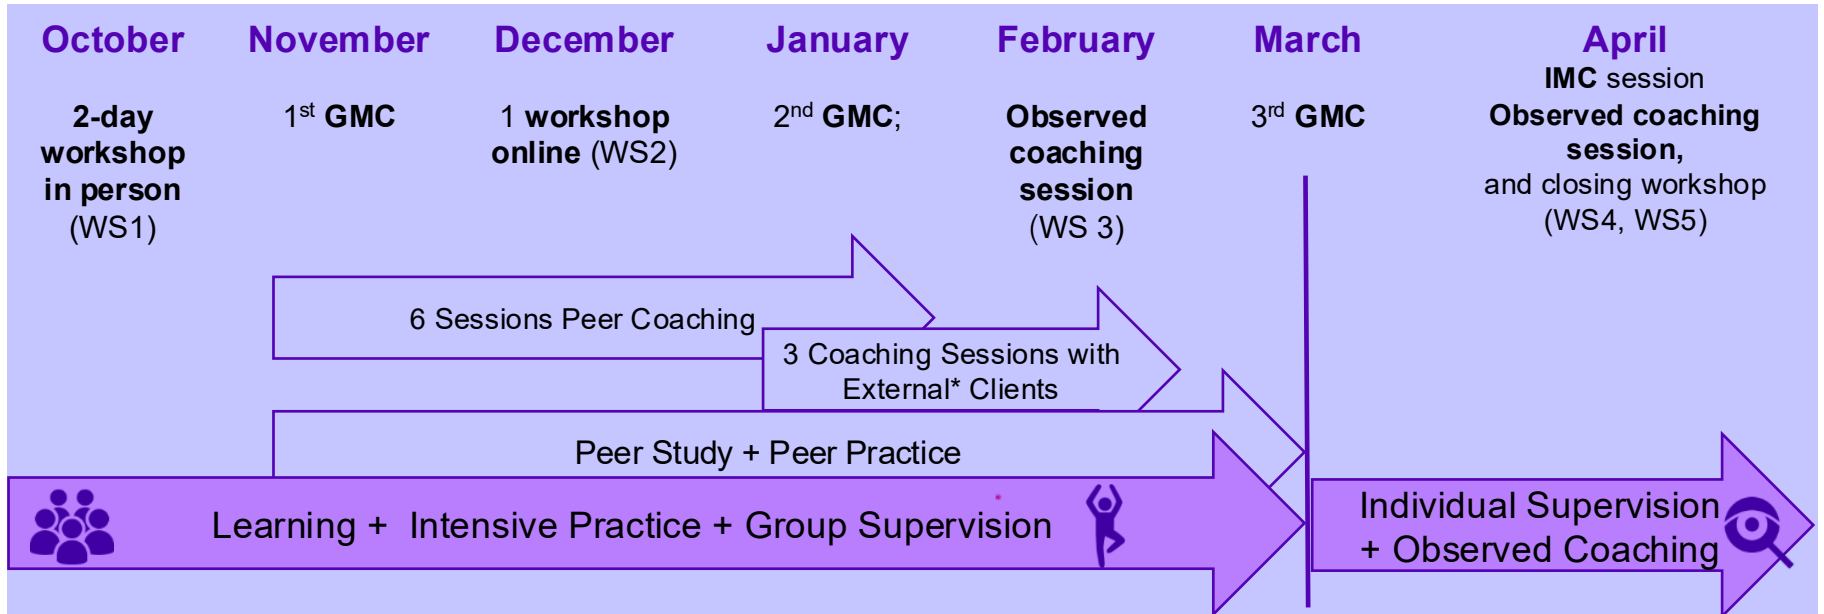 October
November
December
January
February
March
April
2-day
workshop
in person
(WS1)
1st GMC
1 workshop
online (WS2)
2nd GMC;
Observed
coaching
session
(WS 3)
3rd GMC
IMC session
Observed coaching
session,
and closing workshop
(WS4, WS5)
6 Sessions Peer Coaching
3 Coaching Sessions with
External* Clients
Peer Study + Peer Practice
Learning + Intensive Practice + Group Supervision
Individual Supervision
+ Observed Coaching